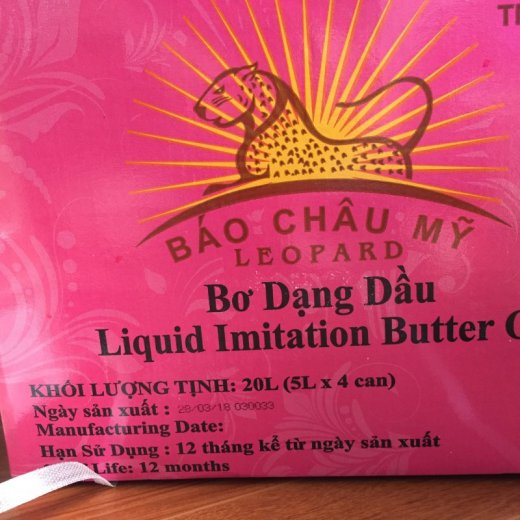 BÁO CHÂU MỸ
LEOPARD
Bơ Dạng Dầu
Liquid Imitation Butter
KHỐI LƯỢNG TỊNH: 20L (5L x 4 can)
Ngày sản xuất : 28/03/18 030033
Manufacturing Date:
Hạn Sử Dụng : 12 tháng kể từ ngày sản xuất
Life: 12 months